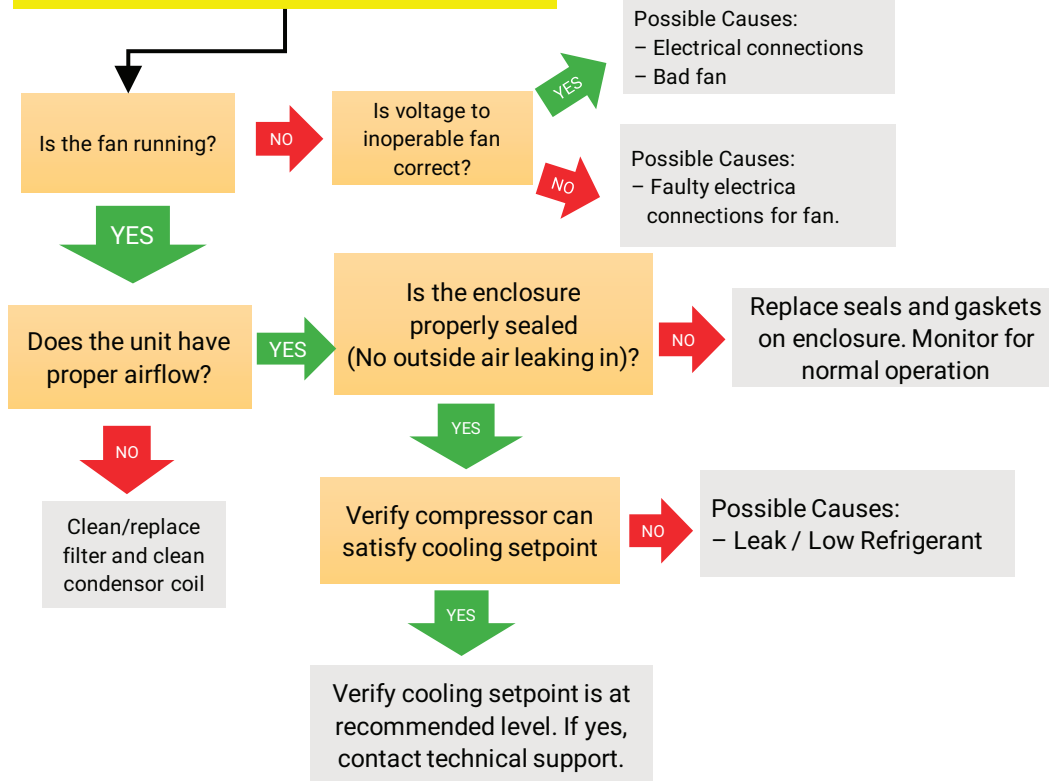 Possible Causes:
– Electrical connections
– Bad fan
YES
Is the fan running?
NO
Is voltage to
inoperable fan
correct?
NO
Possible Causes:
– Faulty electrica
connections for fan.
YES
Does the unit have
proper airflow?
YES
Is the enclosure
properly sealed
(No outside air leaking in)?
NO
Replace seals and gaskets
on enclosure. Monitor for
normal operation
NO
Clean/replace
filter and clean
condensor coil
YES
Verify compressor can
satisfy cooling setpoint
NO
Possible Causes:
– Leak / Low Refrigerant
YES
Verify cooling setpoint is at
recommended level. If yes,
contact technical support.